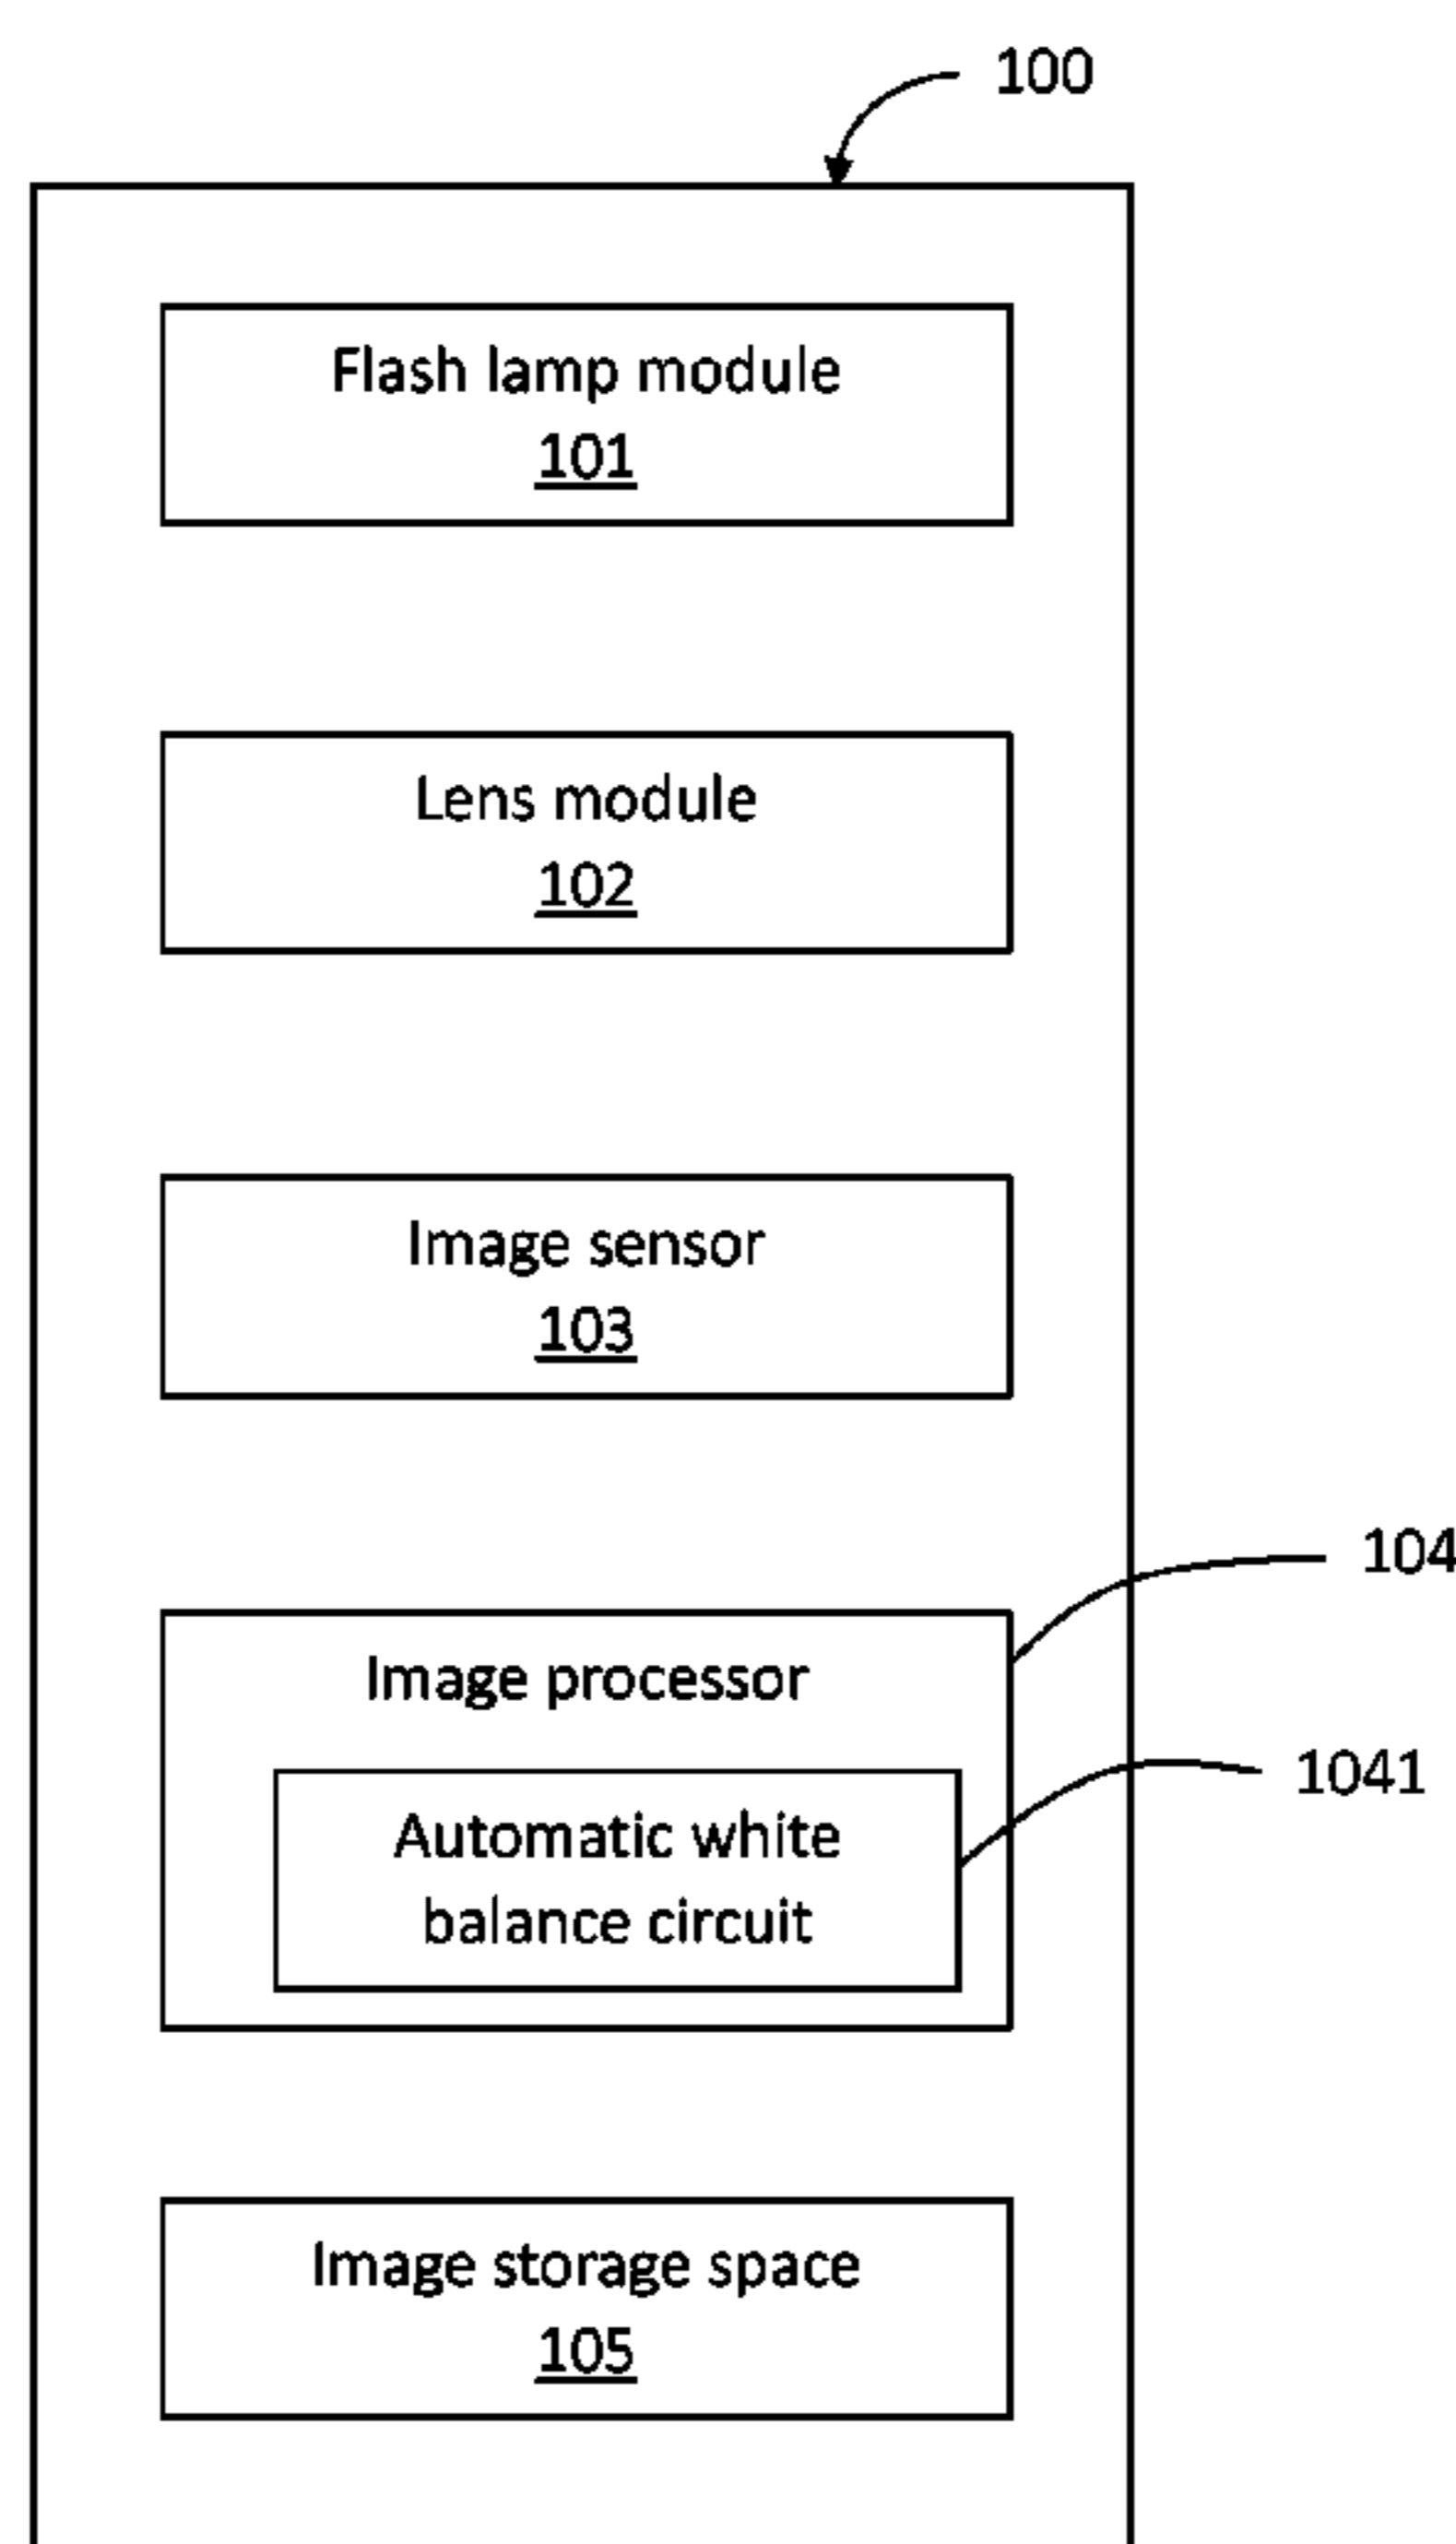 100
Flash lamp module
101
Lens module
102
Image sensor
103
104
Image processor
1041
Automatic white
balance circuit
Image storage space
105